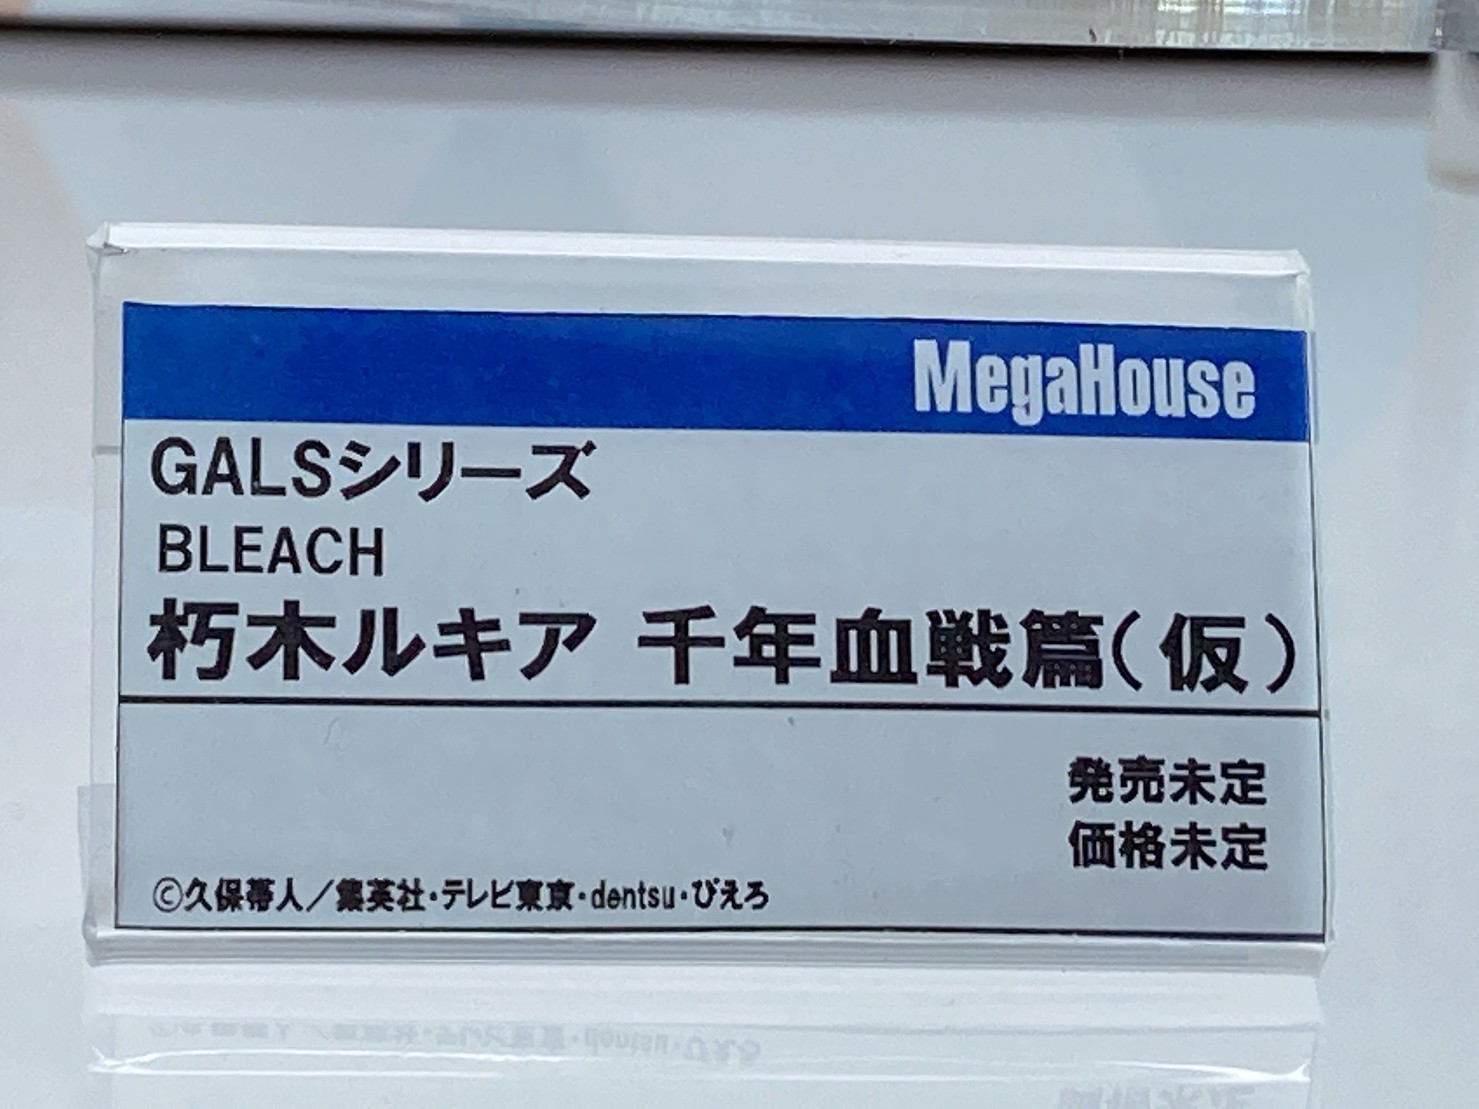 MegaHouse
GALSシリーズ
BLEACH
朽木ルキア 千年血戦篇(仮)
発売未定
価格未定
©久保帯人/集英社・テレビ東京・dentsu・ぴえろ